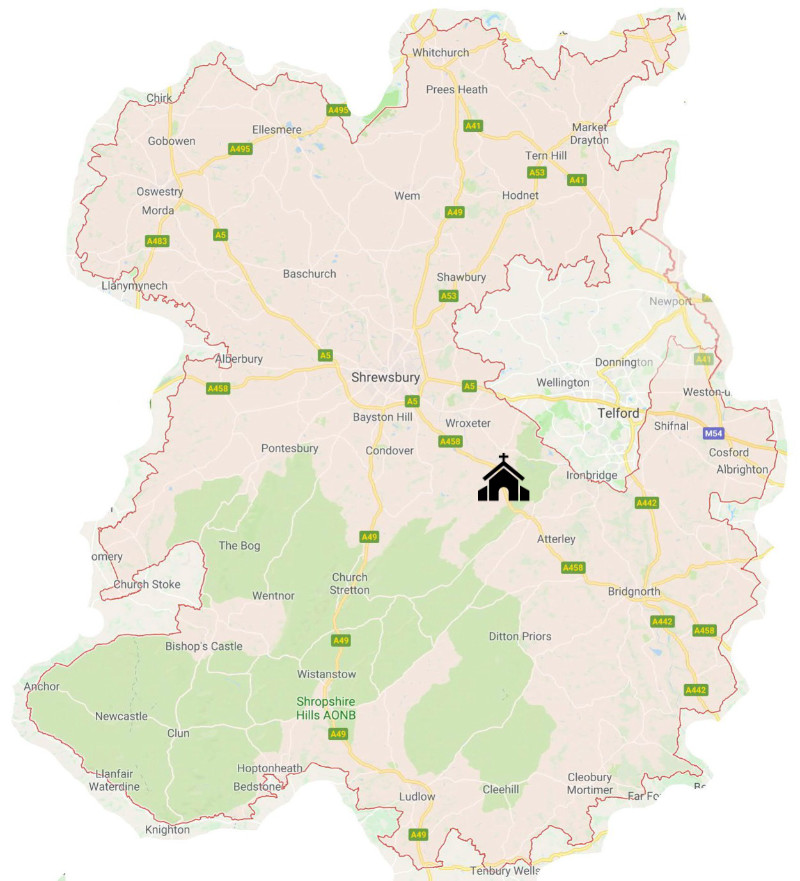 M
Whitchurch
Prees Heath
Chirk
A495
Ellesmere
A41
Market
Drayton
Gobowen
A495
Tern Hill
A53
A41
Oswestry
Wem
Hodnet
Morda
A49
A5
A483
Baschurch
Shawbury
Llanymynech
A53
Newport
Alberbury
A5
A41
Donnington
Shrewsbury
Wellington
A458
A5
Weston-u
A5
Telford
Bayston Hill
Wroxeter
Shifnal
M54
A458
Pontesbury
Condover
Cosford
Albrighton
Ironbridge
A442
The Bog
A49
Atterley
omery
A458
Church Stoke
Church
Stretton
Wentnor
Bridgnorth
A442
A458
Bishop's Castle
A49
Ditton Priors
Wistanstow
Anchor
A442
Shropshire
Hills AONB
Newcastle
Clun
A49
Hoptonheath
Llanfair
Waterdine
Bedstone
Cleobury
Mortimer
Ludlow
Cleehill
Far Fo
Be
Knighton
A49
Tenbury Wells